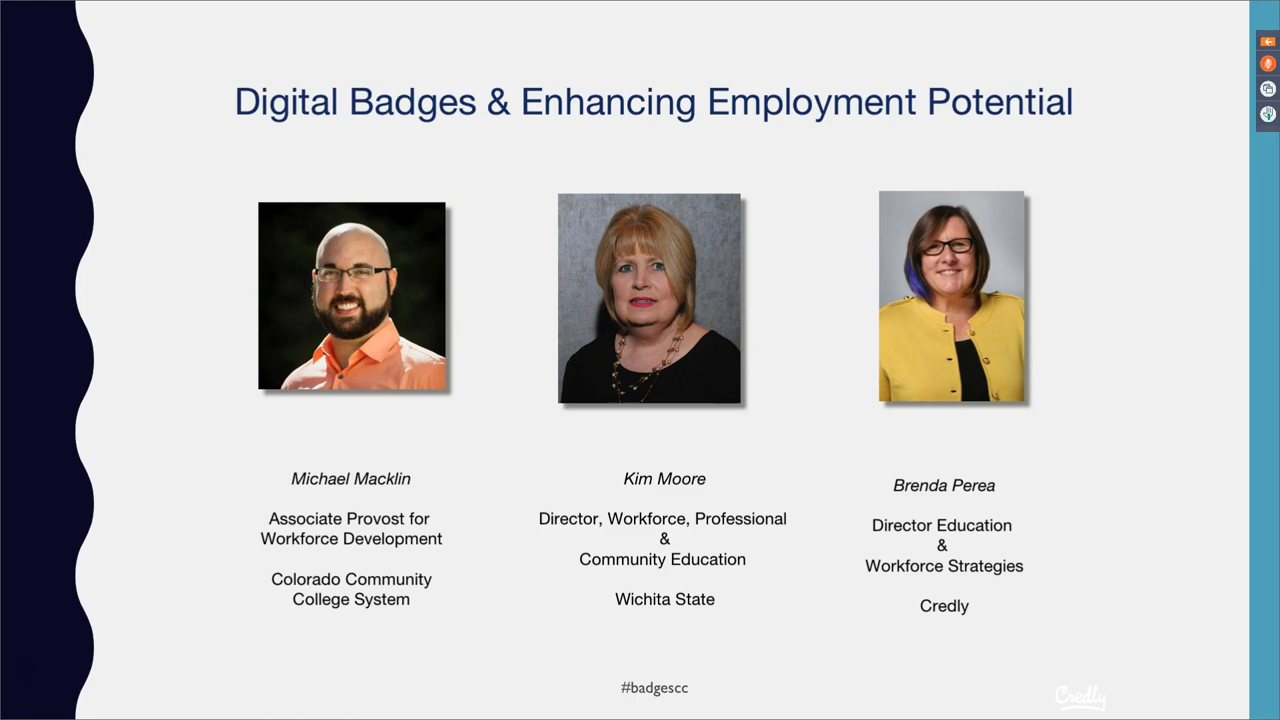 Digital Badges & Enhancing Employment Potential
Michael Macklin
Associate Provost for
Workforce Development
Colorado Community
College System
Kim Moore
Director, Workforce, Professional
&
Community Education
Wichita State
Brenda Perea
Director Education
&
Workforce Strategies
Credly
#badgescc
Credly